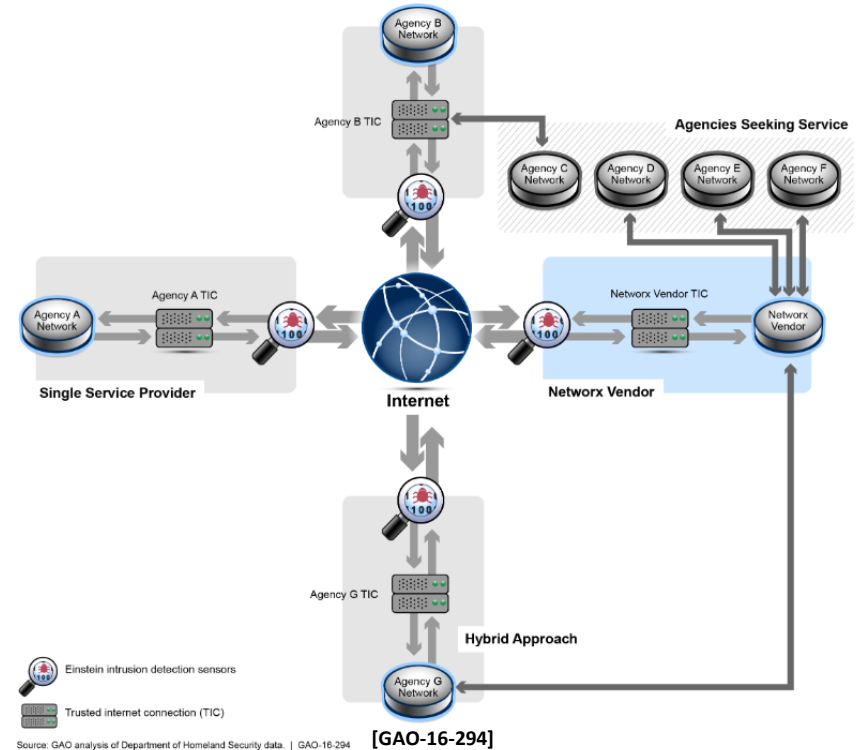 Agency B
Network
Agency B TIC
100
Agencies Seeking Service
Agency C
Network
Agency D
Network
Agency E
Network
Agency F
Network
Agency A
Network
Agency A TIC
100
Single Service Provider
Internet
100
Networx Vendor TIC
Networx
Vendor
Networx Vendor
100
Agency G TIC
Hybrid Approach
Agency G
Network
100
Einstein intrusion detection sensors
Trusted internet connection (TIC)
Source: GAO analysis of Department of Homeland Security data. | GAO-16-294
[GAO-16-294]